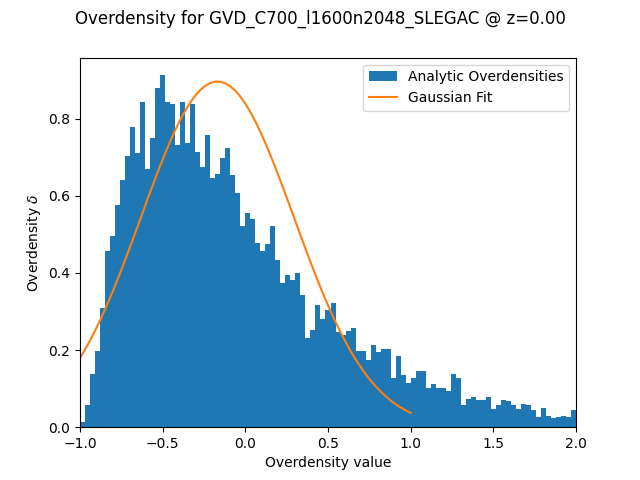 Overdensity for GVD_C700_l1600n2048_SLEGAC @ z=0.00
Analytic Overdensities
Gaussian Fit
Overdensity δ
0.8
0.6
0.4
0.2
0.0
−1.0 −0.5 0.0 0.5 1.0 1.5 2.0
Overdensity value